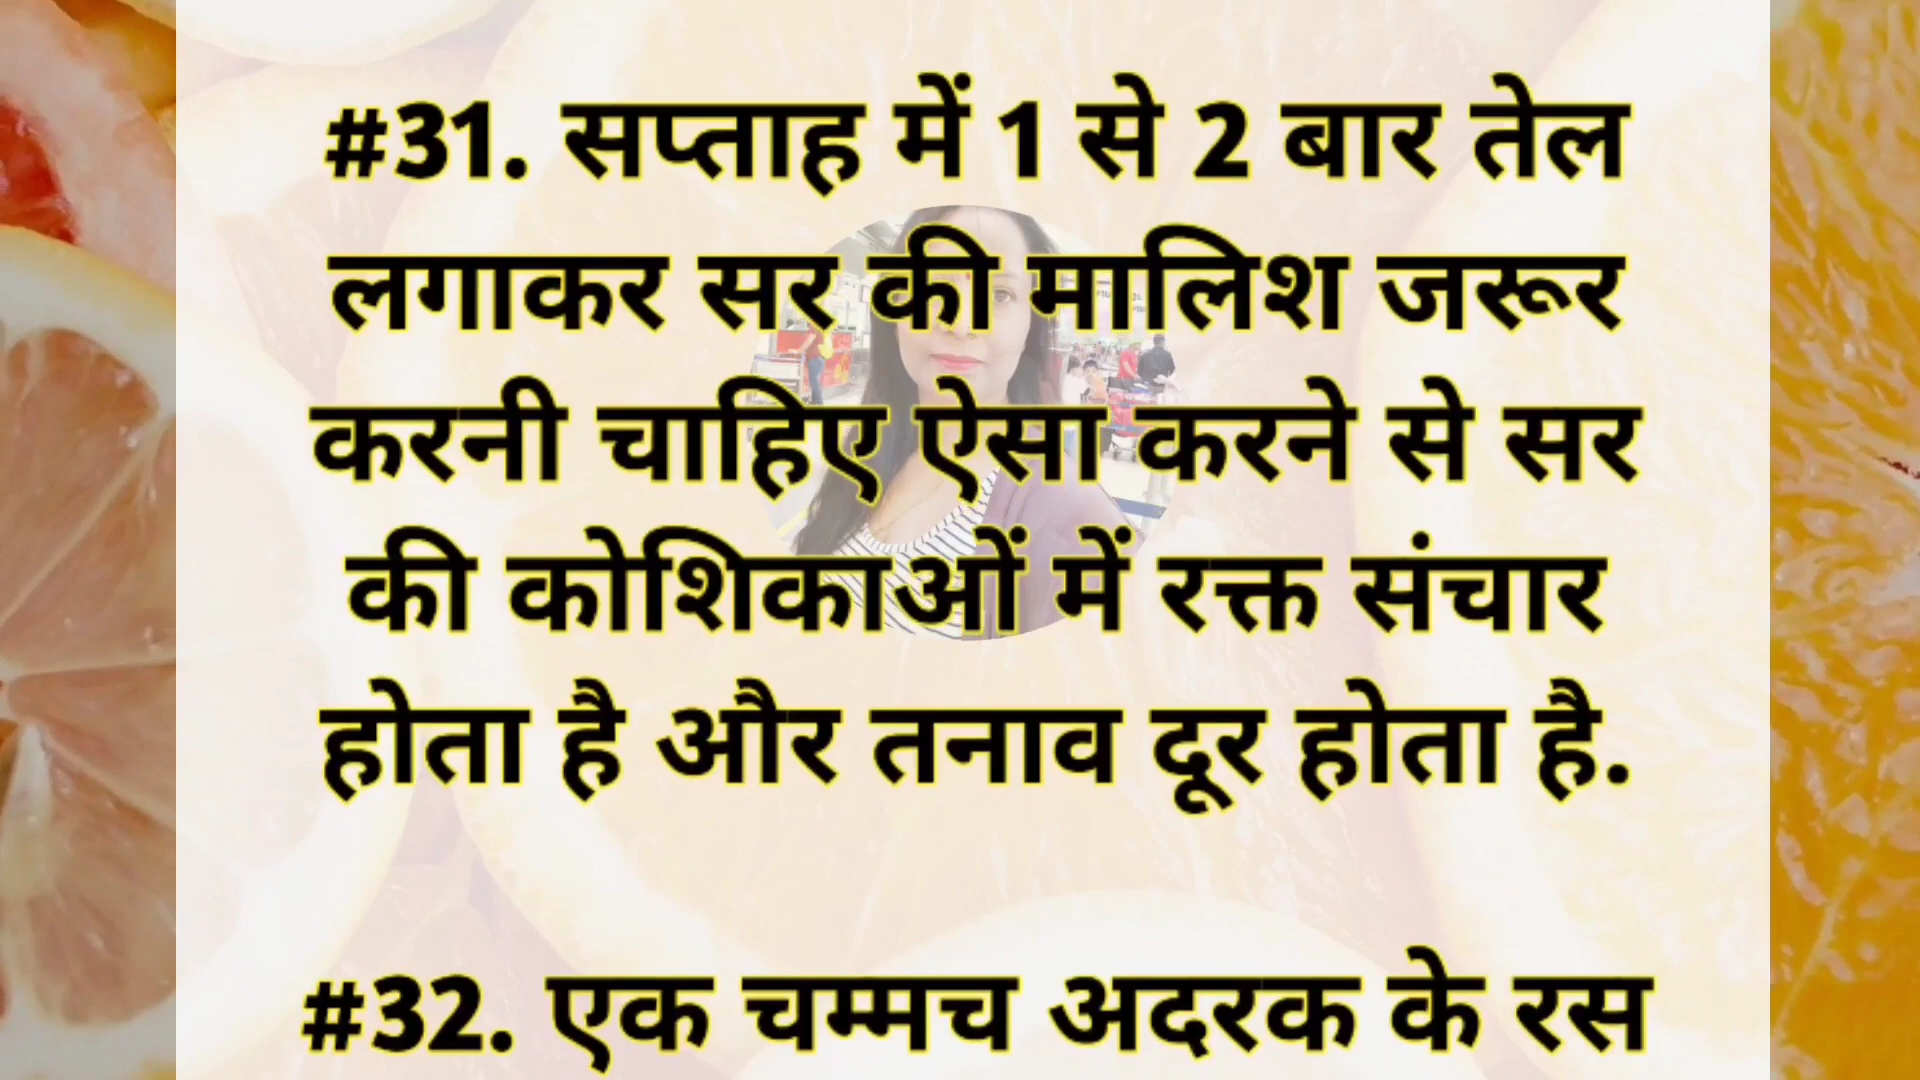 #31. सप्ताह में 1 से 2 बार तेल
लगाकर सर की मालिश जरूर
करनी चाहिए ऐसा करने से सर
की कोशिकाओं में रक्त संचार
होता है और तनाव दूर होता है.
#32. एक चम्मच अदरक के रस